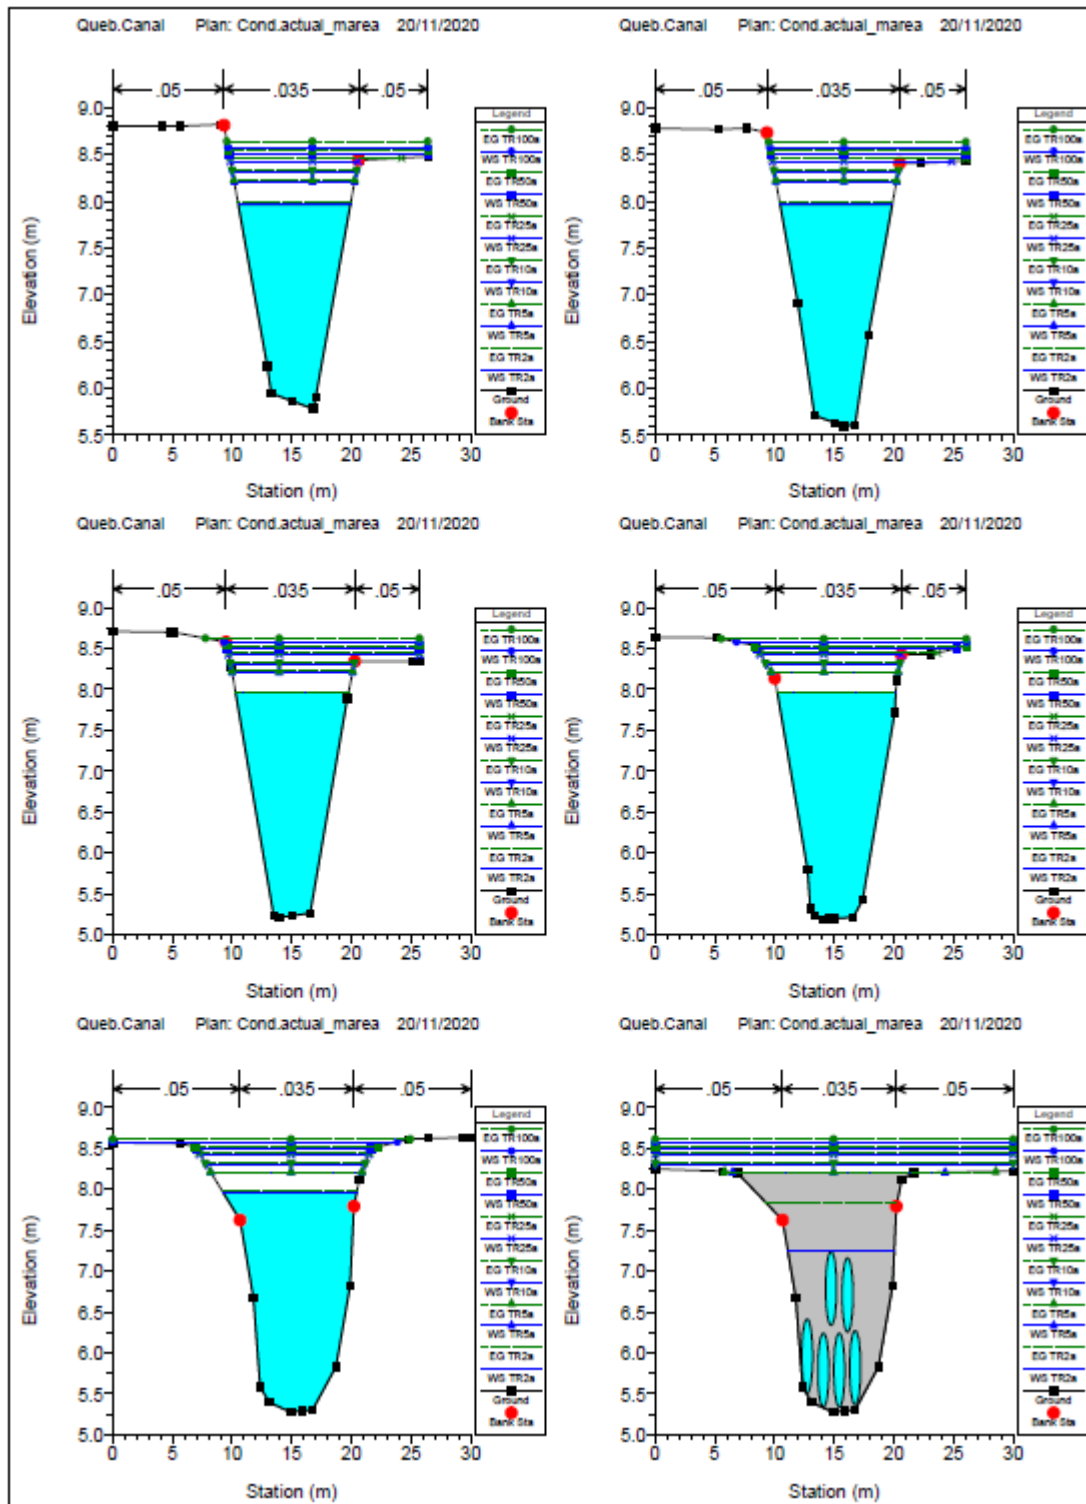 Queb.Canal Plan: Cond.actual_marea 20/11/2020
.05 .035 .05
9.0
8.5
8.0
7.5
7.0
6.5
6.0
5.5
Elevation (m)
0 5 10 15 20 25 30
Station (m)
Legend
EG TR100a
WS TR100a
EG TR50a
WS TR50a
EG TR25a
WS TR25a
EG TR10a
WS TR10a
EG TR5a
WS TR5a
EG TR2a
WS TR2a
Ground
Bank Sta
Queb.Canal Plan: Cond.actual_marea 20/11/2020
.05 .035 .05
9.0
8.5
8.0
7.5
7.0
6.5
6.0
5.5
Elevation (m)
0 5 10 15 20 25 30
Station (m)
Legend
EG TR100a
WS TR100a
EG TR50a
WS TR50a
EG TR25a
WS TR25a
EG TR10a
WS TR10a
EG TR5a
WS TR5a
EG TR2a
WS TR2a
Ground
Bank Sta
Queb.Canal Plan: Cond.actual_marea 20/11/2020
.05 .035 .05
9.0
8.5
8.0
7.5
7.0
6.5
6.0
5.5
5.0
Elevation (m)
0 5 10 15 20 25 30
Station (m)
Legend
EG TR100a
WS TR100a
EG TR50a
WS TR50a
EG TR25a
WS TR25a
EG TR10a
WS TR10a
EG TR5a
WS TR5a
EG TR2a
WS TR2a
Ground
Bank Sta
Queb.Canal Plan: Cond.actual_marea 20/11/2020
.05 .035 .05
9.0
8.5
8.0
7.5
7.0
6.5
6.0
5.5
5.0
Elevation (m)
0 5 10 15 20 25 30
Station (m)
Legend
EG TR100a
WS TR100a
EG TR50a
WS TR50a
EG TR25a
WS TR25a
EG TR10a
WS TR10a
EG TR5a
WS TR5a
EG TR2a
WS TR2a
Ground
Bank Sta
Queb.Canal Plan: Cond.actual_marea 20/11/2020
.05 .035 .05
9.0
8.5
8.0
7.5
7.0
6.5
6.0
5.5
5.0
Elevation (m)
0 5 10 15 20 25 30
Station (m)
Legend
EG TR100a
WS TR100a
EG TR50a
WS TR50a
EG TR25a
WS TR25a
EG TR10a
WS TR10a
EG TR5a
WS TR5a
EG TR2a
WS TR2a
Ground
Bank Sta
Queb.Canal Plan: Cond.actual_marea 20/11/2020
.05 .035 .05
9.0
8.5
8.0
7.5
7.0
6.5
6.0
5.5
5.0
Elevation (m)
0 5 10 15 20 25 30
Station (m)
Legend
EG TR100a
WS TR100a
EG TR50a
WS TR50a
EG TR25a
WS TR25a
EG TR10a
WS TR10a
EG TR5a
WS TR5a
EG TR2a
WS TR2a
Ground
Bank Sta